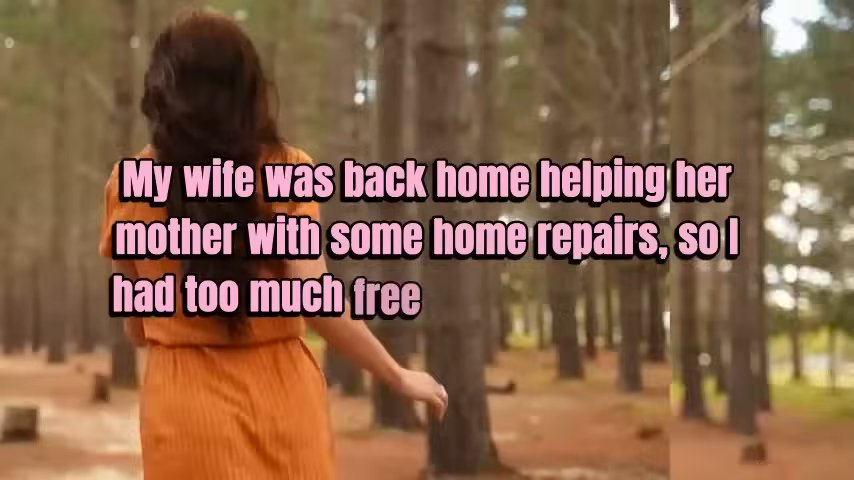 My wife was back home helping her
mother with some home repairs, so I
had too much free